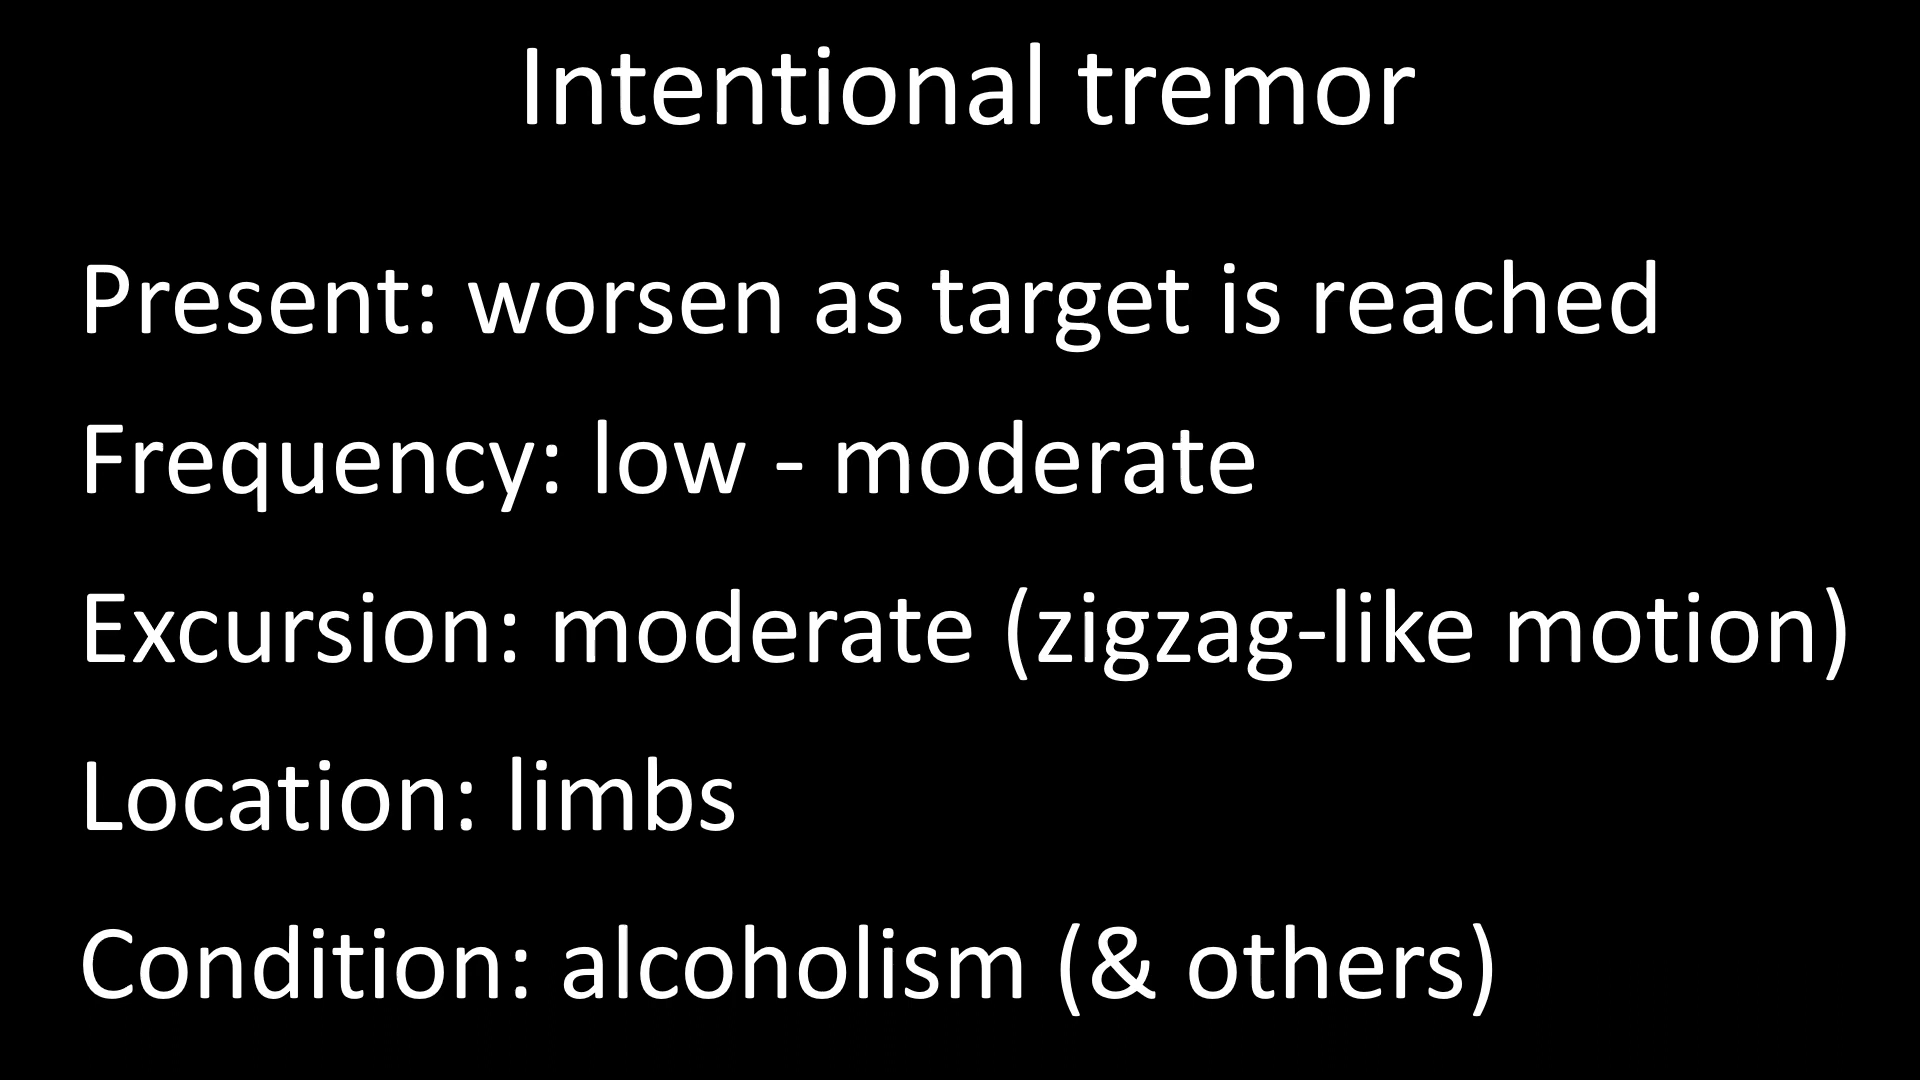 Intentional tremor
Present: worsen as target is reached
Frequency: low - moderate
Excursion: moderate (zigzag-like motion)
Location: limbs
Condition: alcoholism (& others)